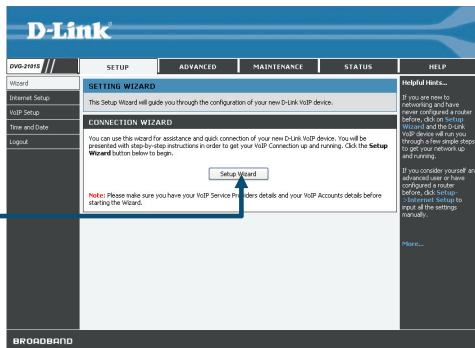 D-Link
DVG-2101S
SETUP
ADVANCED
MAINTENANCE
STATUS
HELP
Wizard
Internet Setup
VoIP Setup
Time and Date
Logout
SETTING WIZARD
This Setup Wizard will guide you through the configuration of your new D-Link VoIP device.
CONNECTION WIZARD
You can use this wizard for assistance and quick connection of your new D-Link VoIP device. You will be
presented with step-by-step instructions in order to get your VoIP Connection up and running. Click the Setup
Wizard button below to begin.
Setup Wizard
Note: Please make sure you have your VoIP Service Providers details and your VoIP Accounts details before
starting the Wizard.
Helpful Hints...
If you are new to
networking and have
never configured a router
before, click on Setup
Wizard and the D-Link
VoIP device will run you
through a few simple steps
to get your network up
and running.
If you consider yourself an
advanced user or have
configured a router
before, click Setup-
>Internet Setup to
input all the settings
manually.
More...
BROADBAND